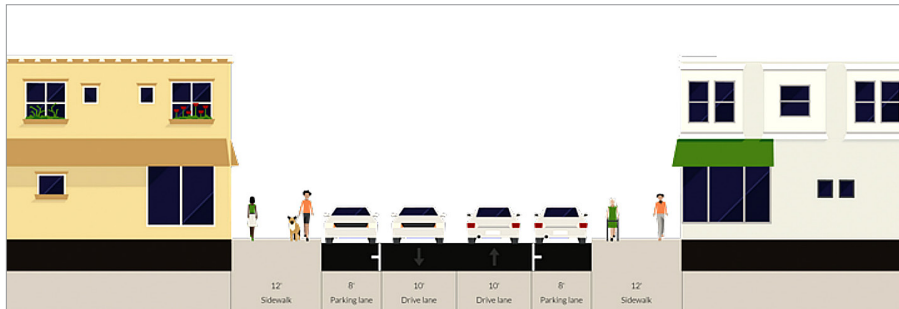 12'
Sidewalk
8'
Parking lane
10'
Drive lane
10'
Drive lane
8'
Parking lane
12'
Sidewalk